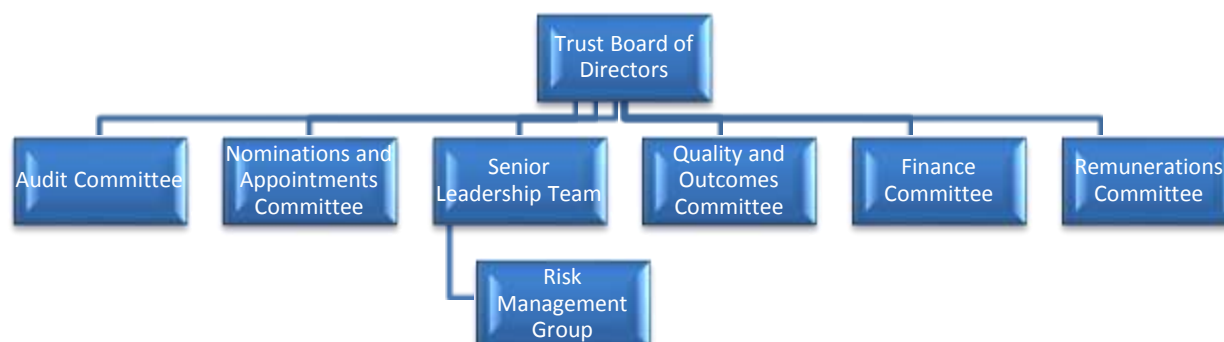 Trust Board of
Directors
Audit Committee
Nominations and
Appointments
Committee
Senior
Leadership Team
Quality and
Outcomes
Committee
Finance
Committee
Remunerations
Committee
Risk
Management
Group